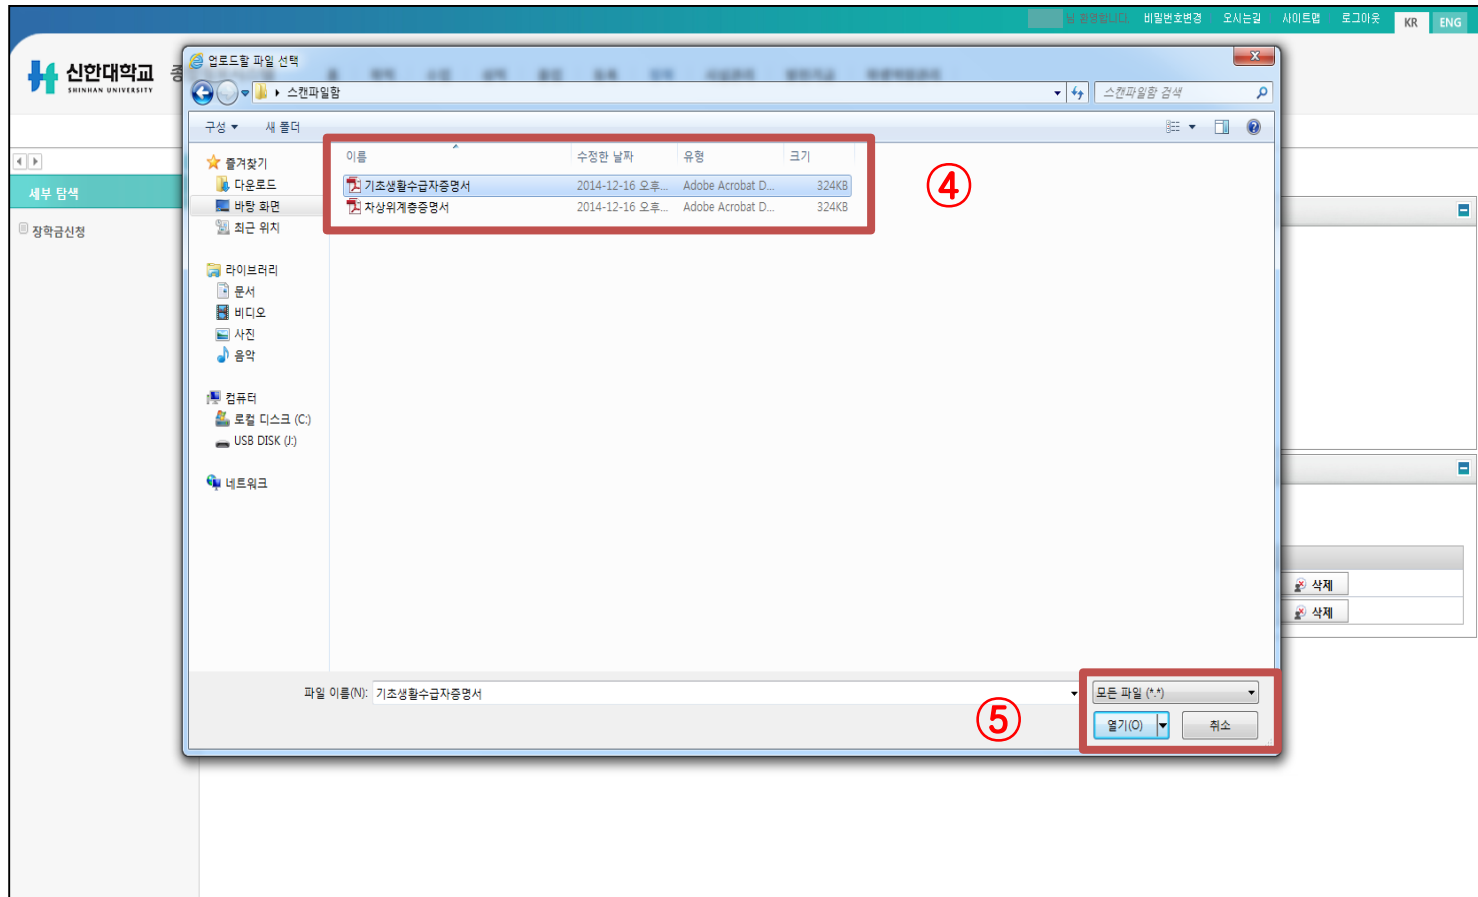 님 환영합니다. 비밀번호변경 오시는길 사이트맵 로그아웃 KR ENG
신한대학교
SHINHAN UNIVERSITY
업로드할 파일 선택
스캔파일함
스캔파일함 검색
구성 새 폴더
이름 수정한 날짜 유형 크기
기초생활수급자증명서 2014-12-16 오후... Adobe Acrobat D... 324KB
차상위계층증명서 2014-12-16 오후... Adobe Acrobat D... 324KB
④
즐겨찾기
다운로드
바탕 화면
최근 위치
라이브러리
문서
비디오
사진
음악
컴퓨터
로컬 디스크 (C:)
USB DISK (J:)
네트워크
세부 탐색
장학금신청
삭제
삭제
파일 이름(N): 기초생활수급자증명서
모든 파일 (*.*)
⑤
열기(O) 취소